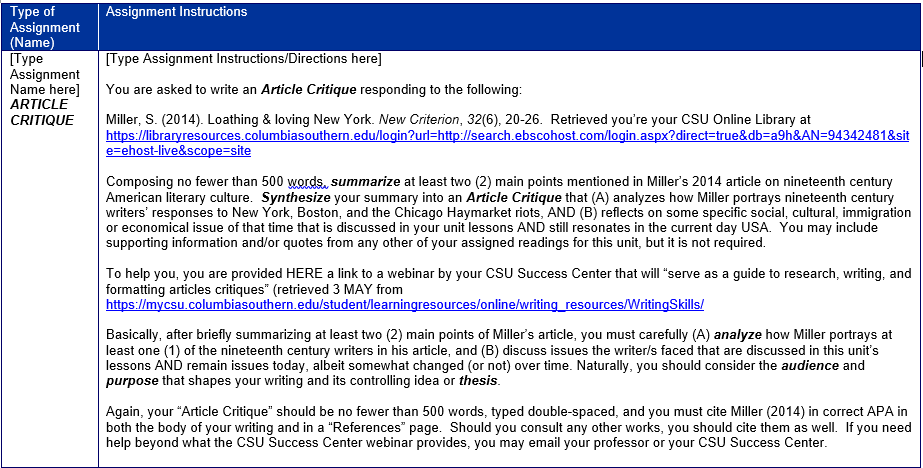 Type of Assignment Instructions
Assignment
(Name)
[Type [Type Assignment Instructions/Directions here]
Assignment
Name here] You are asked to write an Article Critique responding to the following:
ARTICLE
CRITIQUE Miller, S. (2014). Loathing & loving New York. New Criterion, 32(6), 20-26. Retrieved you're your CSU Online Library at
https://libraryresources.columbiasouthern.edu/login?url=http://search.ebscohost.com/login.aspx?direct=true&db=a9h&AN=94342481&sit
e=ehost-live&scope=site
Composing no fewer than 500 words, summarize at least two (2) main points mentioned in Miller's 2014 article on nineteenth century
American literary culture. Synthesize your summary into an Article Critique that (A) analyzes how Miller portrays nineteenth century
writers' responses to New York, Boston, and the Chicago Haymarket riots, AND (B) reflects on some specific social, cultural, immigration
or economical issue of that time that is discussed in your unit lessons AND still resonates in the current day USA. You may include
supporting information and/or quotes from any other of your assigned readings for this unit, but it is not required.
To help you, you are provided HERE a link to a webinar by your CSU Success Center that will "serve as a guide to research, writing, and
formatting articles critiques" (retrieved 3 MAY from
https://mycsu.columbiasouthern.edu/student/learningresources/online/writing_resources/WritingSkills/
Basically, after briefly summarizing at least two (2) main points of Miller's article, you must carefully (A) analyze how Miller portrays at
least one (1) of the nineteenth century writers in his article, and (B) discuss issues the writer/s faced that are discussed in this unit's
lessons AND remain issues today, albeit somewhat changed (or not) over time. Naturally, you should consider the audience and
purpose that shapes your writing and its controlling idea or thesis.
Again, your "Article Critique" should be no fewer than 500 words, typed double-spaced, and you must cite Miller (2014) in correct APA in
both the body of your writing and in a "References" page. Should you consult any other works, you should cite them as well. If you need
help beyond what the CSU Success Center webinar provides, you may email your professor or your CSU Success Center.